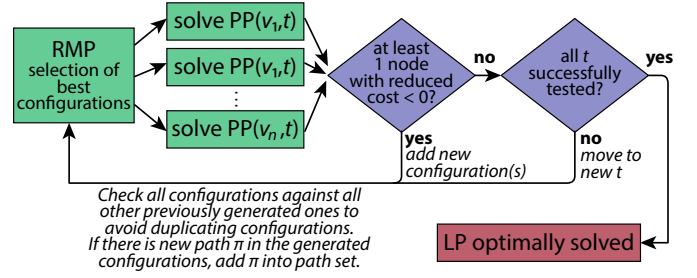 RMP
selection of
best
configurations
solve PP(v₁,t)
solve PP(v₁,t)
...
solve PP(vₙ,t)
at least
1 node
with reduced
cost < 0?
no
all t
successfully
tested?
yes
yes
add new
configuration(s)
no
move to
new t
Check all configurations against all
other previously generated ones to
avoid duplicating configurations.
If there is new path π in the generated
configurations, add π into path set.
LP optimally solved